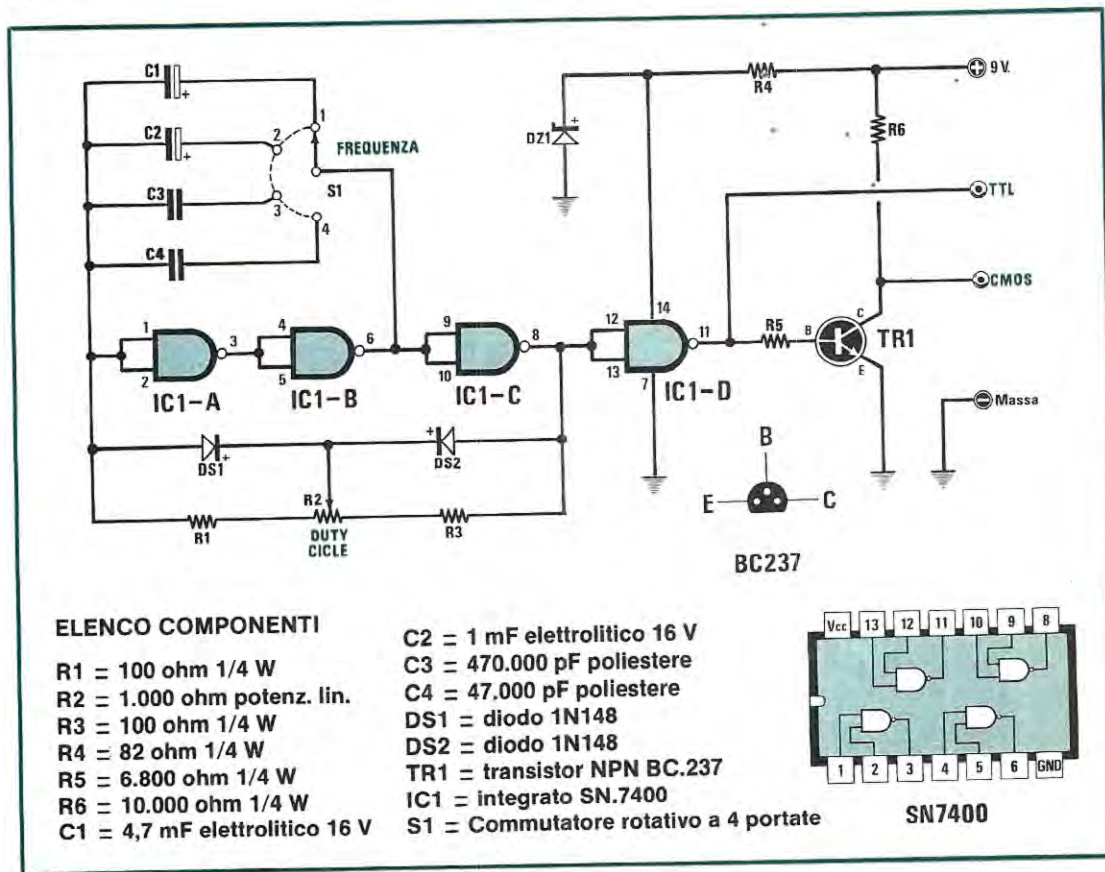 C1
+
1
C2
+
2
FREQUENZA
S1
C3
3
4
C4
R4
9 V.
DZ1
+
R6
TTL
CMOS
1
2
3
IC1-A
4
5
6
IC1-B
9
10
8
IC1-C
12
13
14
7
11
IC1-D
R5
B
C
E
TR1
Massa
DS1
+
+
DS2
R1
R2
DUTY
CICLE
R3
B
E
C
BC237
ELENCO COMPONENTI
R1 = 100 ohm 1/4 W
R2 = 1.000 ohm potenz. lin.
R3 = 100 ohm 1/4 W
R4 = 82 ohm 1/4 W
R5 = 6.800 ohm 1/4 W
R6 = 10.000 ohm 1/4 W
C1 = 4,7 mF elettrolitico 16 V
C2 = 1 mF elettrolitico 16 V
C3 = 470.000 pF poliestere
C4 = 47.000 pF poliestere
DS1 = diodo 1N148
DS2 = diodo 1N148
TR1 = transistor NPN BC.237
IC1 = integrato SN.7400
S1 = Commutatore rotativo a 4 portate
Vcc 13 12 11 10 9 8
1 2 3 4 5 6 GND
SN7400